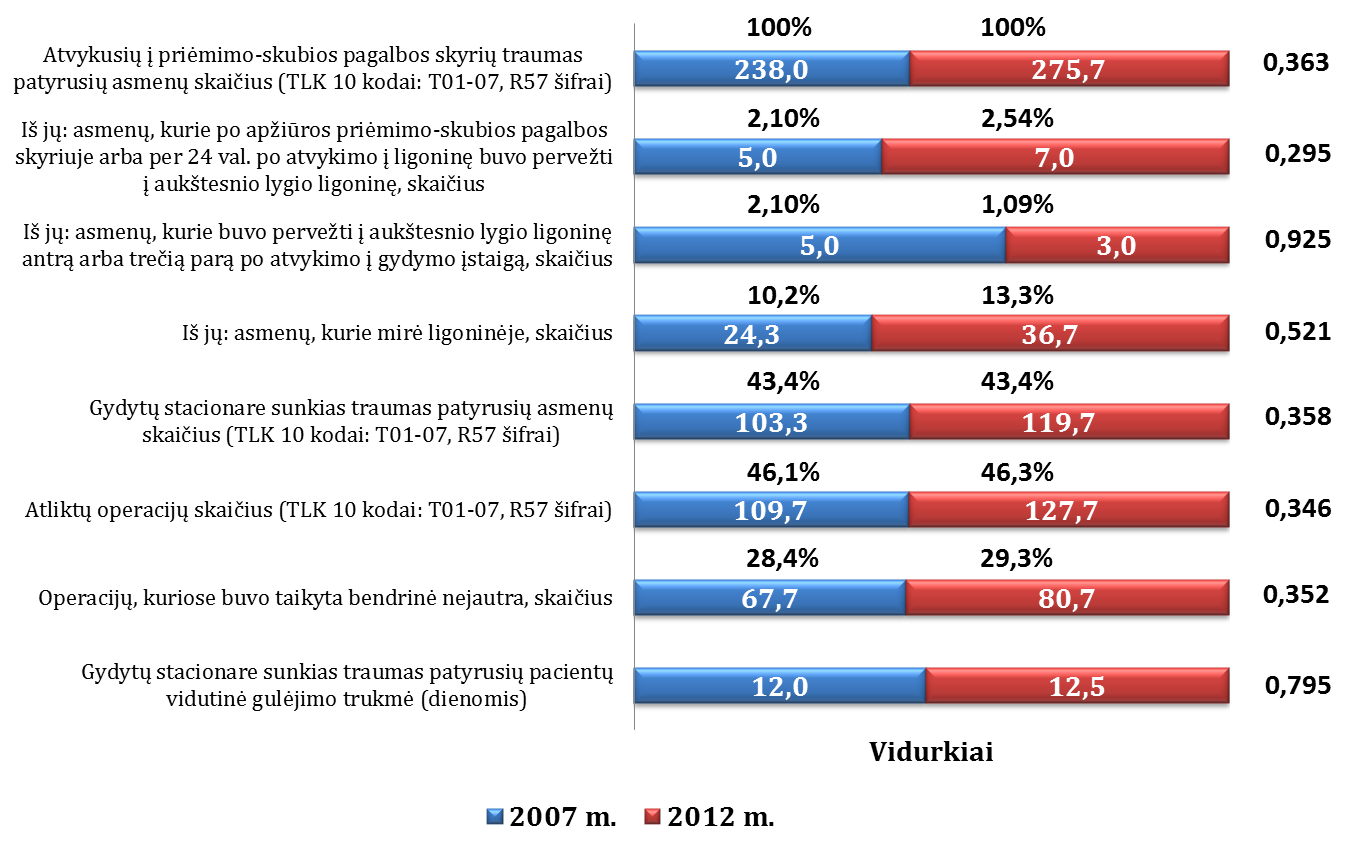 100% 100%
Atvykusių į priėmimo-skubios pagalbos skyrių traumas
patyrusių asmenų skaičius (TLK 10 kodai: T01-07, R57 šifrai)
238,0 275,7 0,363
2,10% 2,54%
Iš jų: asmenų, kurie po apžiūros priėmimo-skubios pagalbos
skyriuje arba per 24 val. po atvykimo į ligoninę buvo pervežti
į aukštesnio lygio ligoninę, skaičius
5,0 7,0 0,295
2,10% 1,09%
Iš jų: asmenų, kurie buvo pervežti į aukštesnio lygio ligoninę
antrą arba trečią parą po atvykimo į gydymo įstaigą, skaičius
5,0 3,0 0,925
10,2% 13,3%
Iš jų: asmenų, kurie mirė ligoninėje, skaičius
24,3 36,7 0,521
43,4% 43,4%
Gydytų stacionare sunkias traumas patyrusių asmenų
skaičius (TLK 10 kodai: T01-07, R57 šifrai)
103,3 119,7 0,358
46,1% 46,3%
Atliktų operacijų skaičius (TLK 10 kodai: T01-07, R57 šifrai)
109,7 127,7 0,346
28,4% 29,3%
Operacijų, kuriose buvo taikyta bendrinė nejautra, skaičius
67,7 80,7 0,352
Gydytų stacionare sunkias traumas patyrusių pacientų
vidutinė gulėjimo trukmė (dienomis)
12,0 12,5 0,795
Vidurkiai
2007 m. 2012 m.